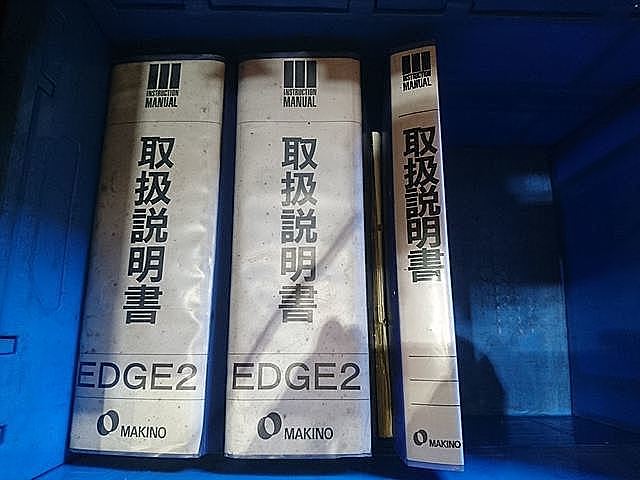 INSTRUCTION
MANUAL
取扱説明書
EDGE2
MAKINO
INSTRUCTION
MANUAL
取扱説明書
EDGE2
MAKINO
INSTRUCTION
MANUAL
取扱説明書
MAKINO